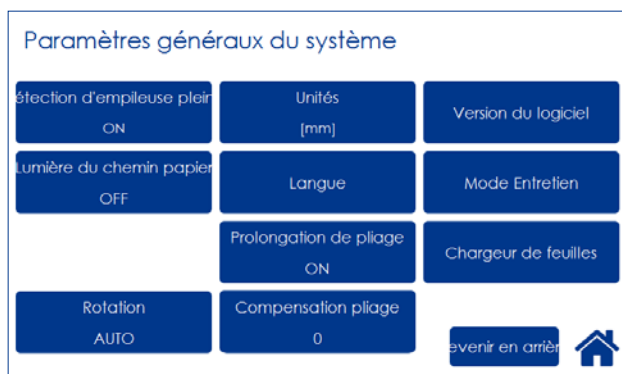 Paramètres généraux du système
étection d'empileuse plein
ON
Unités
[mm]
Version du logiciel
Lumière du chemin papier
OFF
Langue
Mode Entretien
Prolongation de pliage
ON
Chargeur de feuilles
Rotation
AUTO
Compensation pliage
0
evenir en arrièr